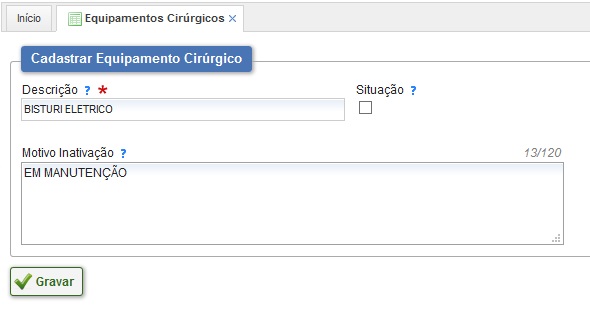 Início
Equipamentos Cirúrgicos ×
Cadastrar Equipamento Cirúrgico
Descrição ? * Situação ?
BISTURI ELETRICO
Motivo Inativação ? 13/120
EM MANUTENÇÃO
Gravar